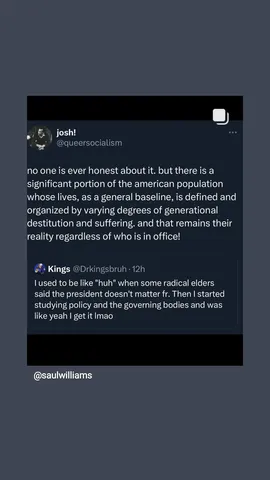 josh!
@queersocialism
no one is ever honest about it. but there is a
significant portion of the american population
whose lives, as a general baseline, is defined and
organized by varying degrees of generational
destitution and suffering. and that remains their
reality regardless of who is in office!
Kings @Drkingsbruh · 12h
I used to be like "huh" when some radical elders
said the president doesn't matter fr. Then I started
studying policy and the governing bodies and was
like yeah I get it lmao
@saulwilliams